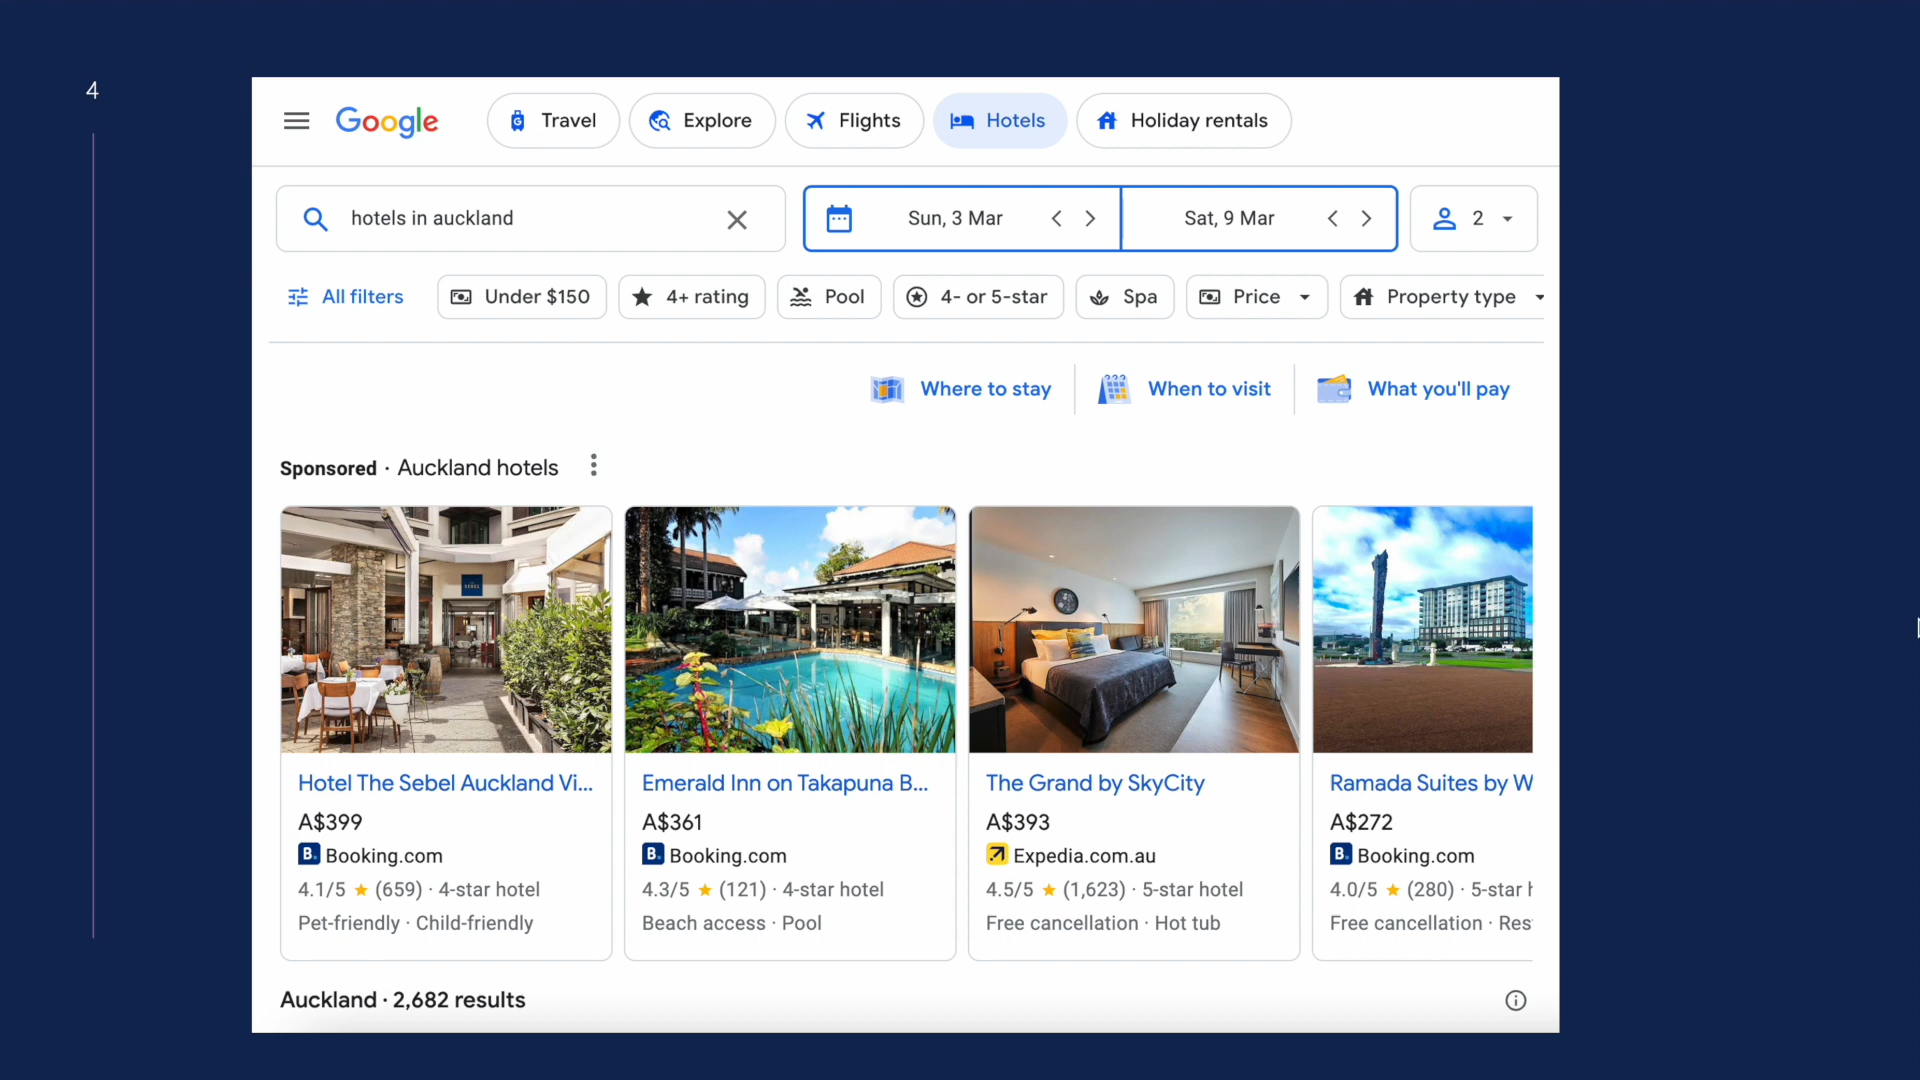 4
Google
Travel
Explore
Flights
Hotels
Holiday rentals
hotels in auckland
Sun, 3 Mar
Sat, 9 Mar
2
All filters
Under $150
4+ rating
Pool
4- or 5-star
Spa
Price
Property type
Where to stay
When to visit
What you'll pay
Sponsored · Auckland hotels
SEBEL
Hotel The Sebel Auckland Vi...
A$399
B. Booking.com
4.1/5 ★ (659) · 4-star hotel
Pet-friendly · Child-friendly
Emerald Inn on Takapuna B...
A$361
B. Booking.com
4.3/5 ★ (121) · 4-star hotel
Beach access · Pool
The Grand by SkyCity
A$393
Expedia.com.au
4.5/5 ★ (1,623) · 5-star hotel
Free cancellation · Hot tub
Ramada Suites by W
A$272
B. Booking.com
4.0/5 ★ (280) · 5-star h
Free cancellation · Res
Auckland · 2,682 results